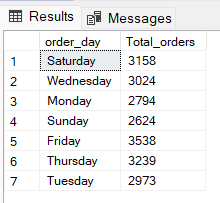 Results Messages
order_day Total_orders
1 Saturday 3158
2 Wednesday 3024
3 Monday 2794
4 Sunday 2624
5 Friday 3538
6 Thursday 3239
7 Tuesday 2973